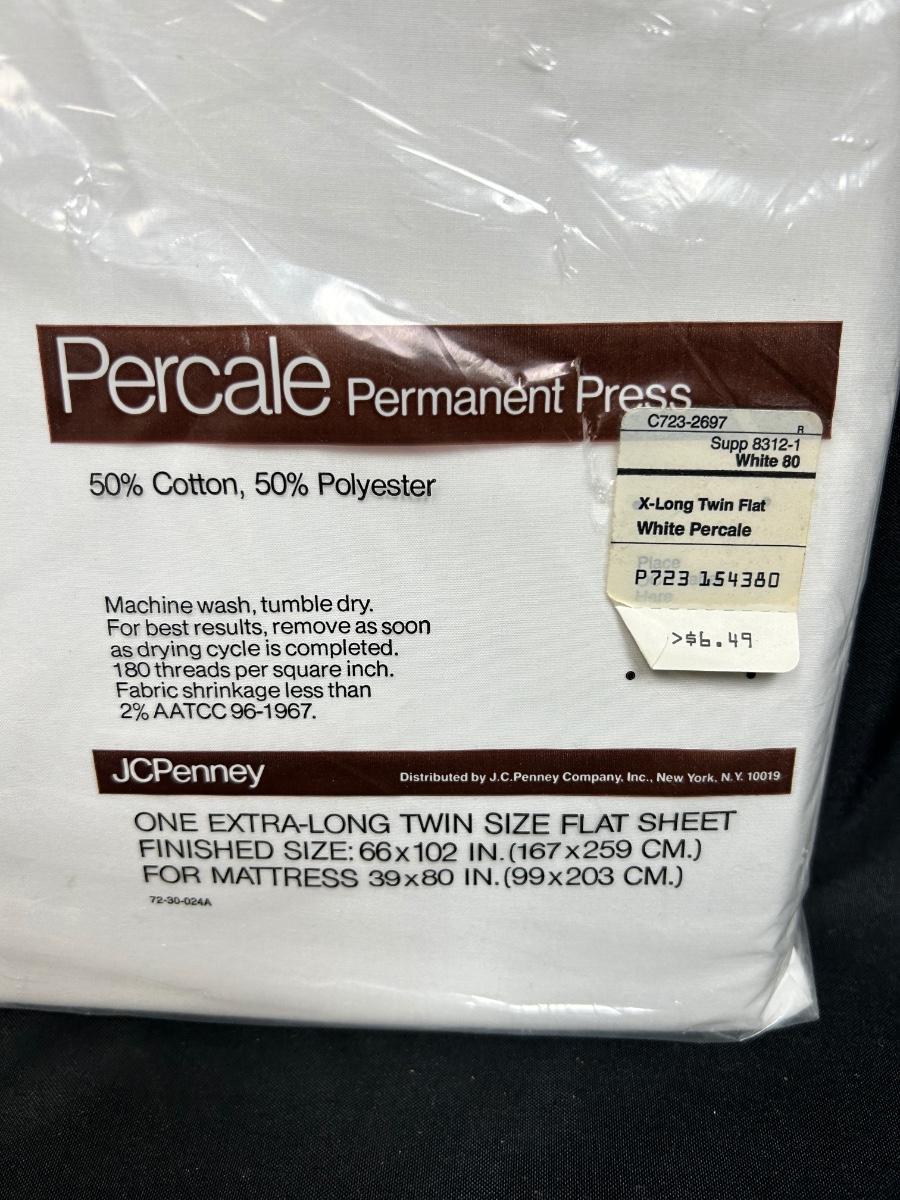 Percale Permanent Press
C723-2697 R
Supp 8312-1
White 80
50% Cotton, 50% Polyester
X-Long Twin Flat
White Percale
Place
P723 154380
Here
>$6.49
Machine wash, tumble dry.
For best results, remove as soon
as drying cycle is completed.
180 threads per square inch.
Fabric shrinkage less than
2% AATCC 96-1967.
JCPenney
Distributed by J.C.Penney Company, Inc., New York, N.Y. 10019
ONE EXTRA-LONG TWIN SIZE FLAT SHEET
FINISHED SIZE: 66x102 IN. (167x259 CM.)
FOR MATTRESS 39x80 IN. (99x203 CM.)
72-30-024A